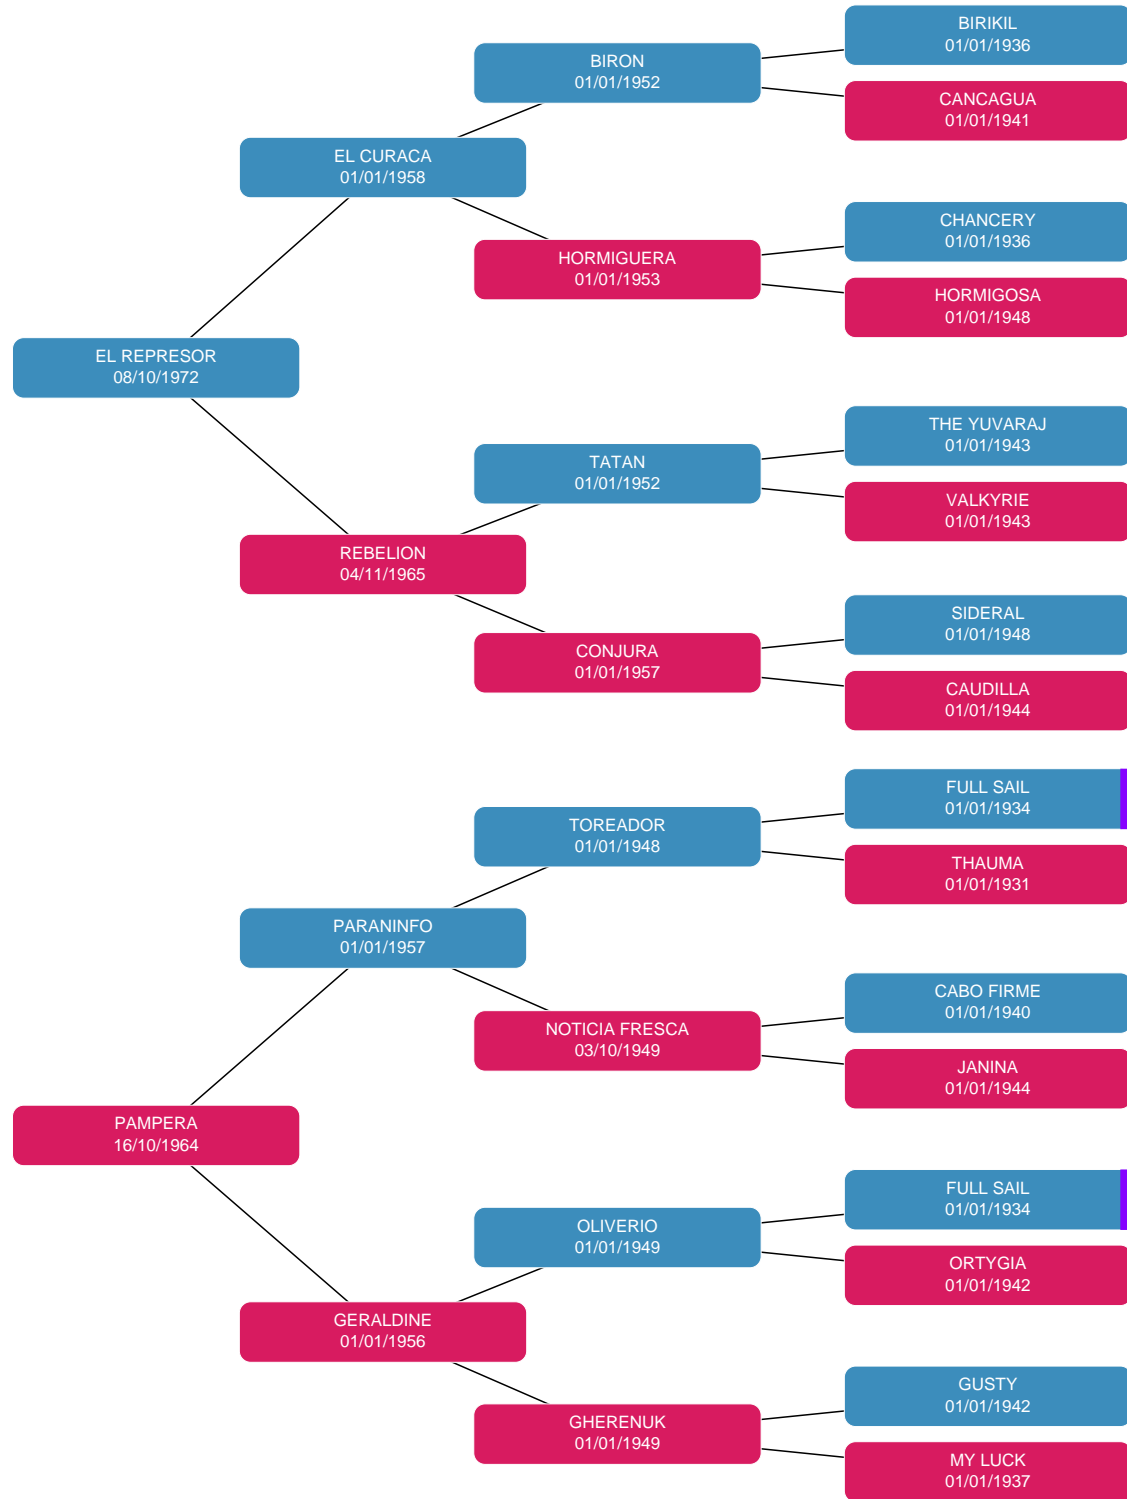 BIRIKIL
01/01/1936
BIRON
01/01/1952
CANCAGUA
01/01/1941
EL CURACA
01/01/1958
CHANCERY
01/01/1936
HORMIGUERA
01/01/1953
HORMIGOSA
01/01/1948
EL REPRESOR
08/10/1972
THE YUVARAJ
01/01/1943
TATAN
01/01/1952
VALKYRIE
01/01/1943
REBELION
04/11/1965
SIDERAL
01/01/1948
CONJURA
01/01/1957
CAUDILLA
01/01/1944
FULL SAIL
01/01/1934
TOREADOR
01/01/1948
THAUMA
01/01/1931
PARANINFO
01/01/1957
CABO FIRME
01/01/1940
NOTICIA FRESCA
03/10/1949
JANINA
01/01/1944
PAMPERA
16/10/1964
FULL SAIL
01/01/1934
OLIVERIO
01/01/1949
ORTYGIA
01/01/1942
GERALDINE
01/01/1956
GUSTY
01/01/1942
GHERENUK
01/01/1949
MY LUCK
01/01/1937